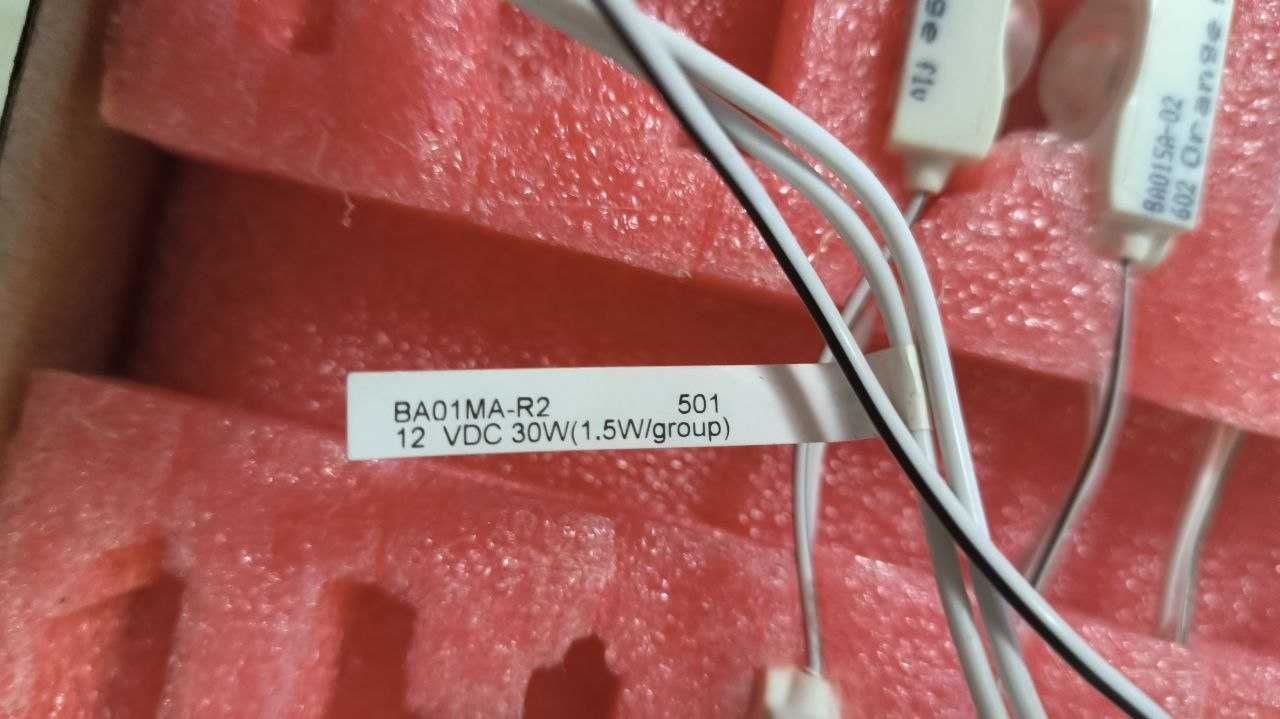 BA01MA-R2 501
12 VDC 30W(1.5W/group)
BA01SA-02
602 Orange